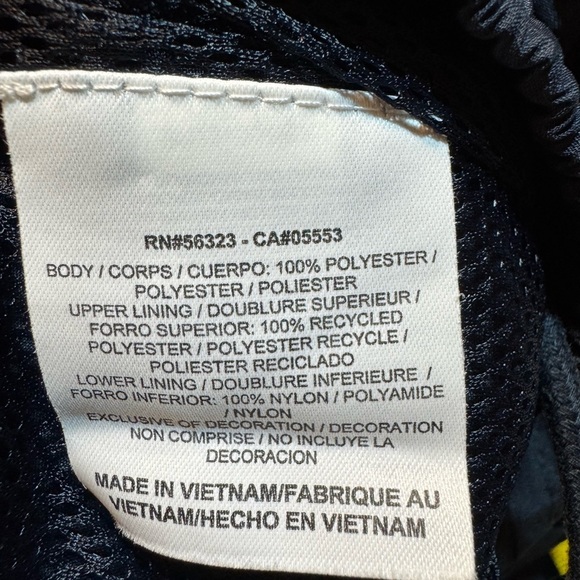 RN#56323 - CA#05553
BODY / CORPS / CUERPO: 100% POLYESTER /
POLYESTER / POLIESTER
UPPER LINING / DOUBLURE SUPERIEUR /
FORRO SUPERIOR: 100% RECYCLED
POLYESTER / POLYESTER RECYCLE /
POLIESTER RECICLADO
LOWER LINING / DOUBLURE INFERIEURE /
FORRO INFERIOR: 100% NYLON / POLYAMIDE
/ NYLON
EXCLUSIVE OF DECORATION / DECORATION
NON COMPRISE / NO INCLUYE LA
DECORACION
MADE IN VIETNAM/FABRIQUE AU
VIETNAM/HECHO EN VIETNAM